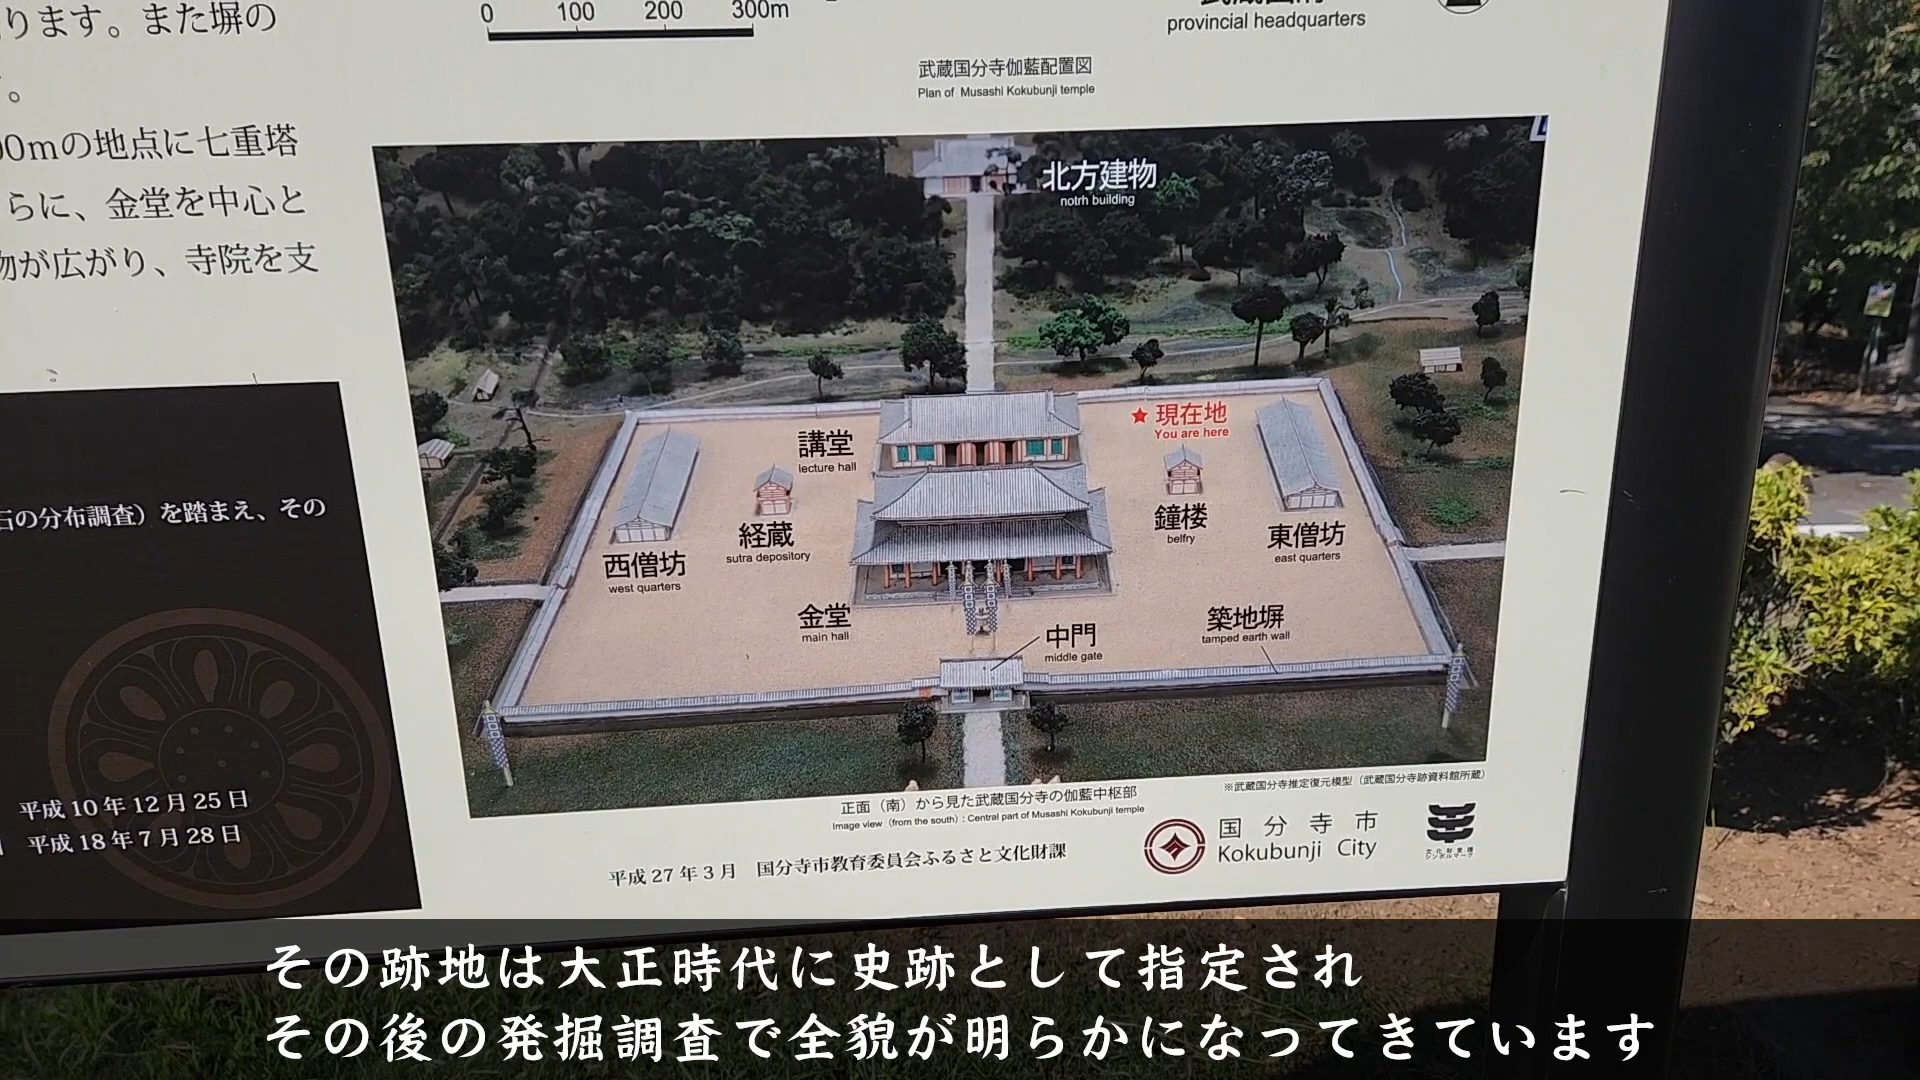 ります。また塀の
。
00mの地点に七重塔
らに、金堂を中心と
物が広がり、寺院を支
0 100 200 300m
provincial headquarters
武蔵国分寺伽藍配置図
Plan of Musashi Kokubunji temple
北方建物
notrh building
現在地
You are here
講堂
lecture hall
経蔵
sutra depository
西僧坊
west quarters
鐘楼
belfry
東僧坊
east quarters
金堂
main hall
中門
middle gate
築地塀
tamped earth wall
石の分布調査）を踏まえ、その
平成10年12月25日
平成18年7月28日
※武蔵国分寺推定復元模型（武蔵国分寺跡資料館所蔵）
正面（南）から見た武蔵国分寺の伽藍中枢部
Image view (from the south) : Central part of Musashi Kokubunji temple
平成27年3月 国分寺市教育委員会ふるさと文化財課
国分寺市
Kokubunji City
文化財愛護
シンボルマーク
その跡地は大正時代に史跡として指定され
その後の発掘調査で全貌が明らかになってきています